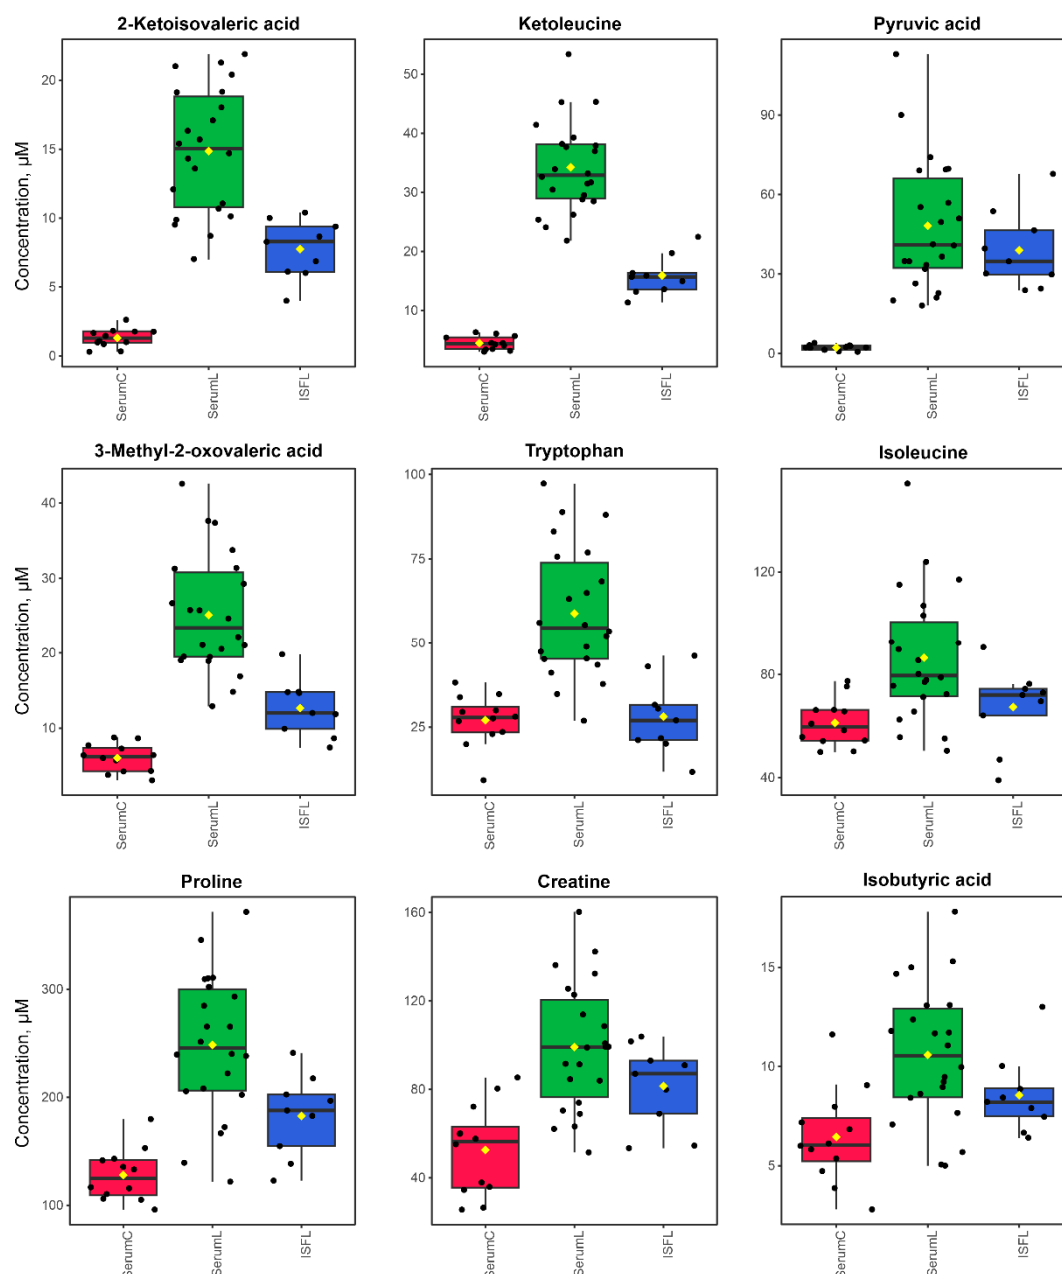 2-Ketoisovaleric acid
Ketoleucine
Pyruvic acid
Concentration, µM
20
15
10
5
0
50
40
30
20
10
90
60
30
0
SerumC
SerumL
ISFL
SerumC
SerumL
ISFL
SerumC
SerumL
ISFL
3-Methyl-2-oxovaleric acid
Tryptophan
Isoleucine
Concentration, µM
40
30
20
10
100
75
50
25
120
80
40
SerumC
SerumL
ISFL
SerumC
SerumL
ISFL
SerumC
SerumL
ISFL
Proline
Creatine
Isobutyric acid
Concentration, µM
300
200
100
160
120
80
40
15
10
5
SerumC
SerumL
ISFL
SerumC
SerumL
ISFL
SerumC
SerumL
ISFL